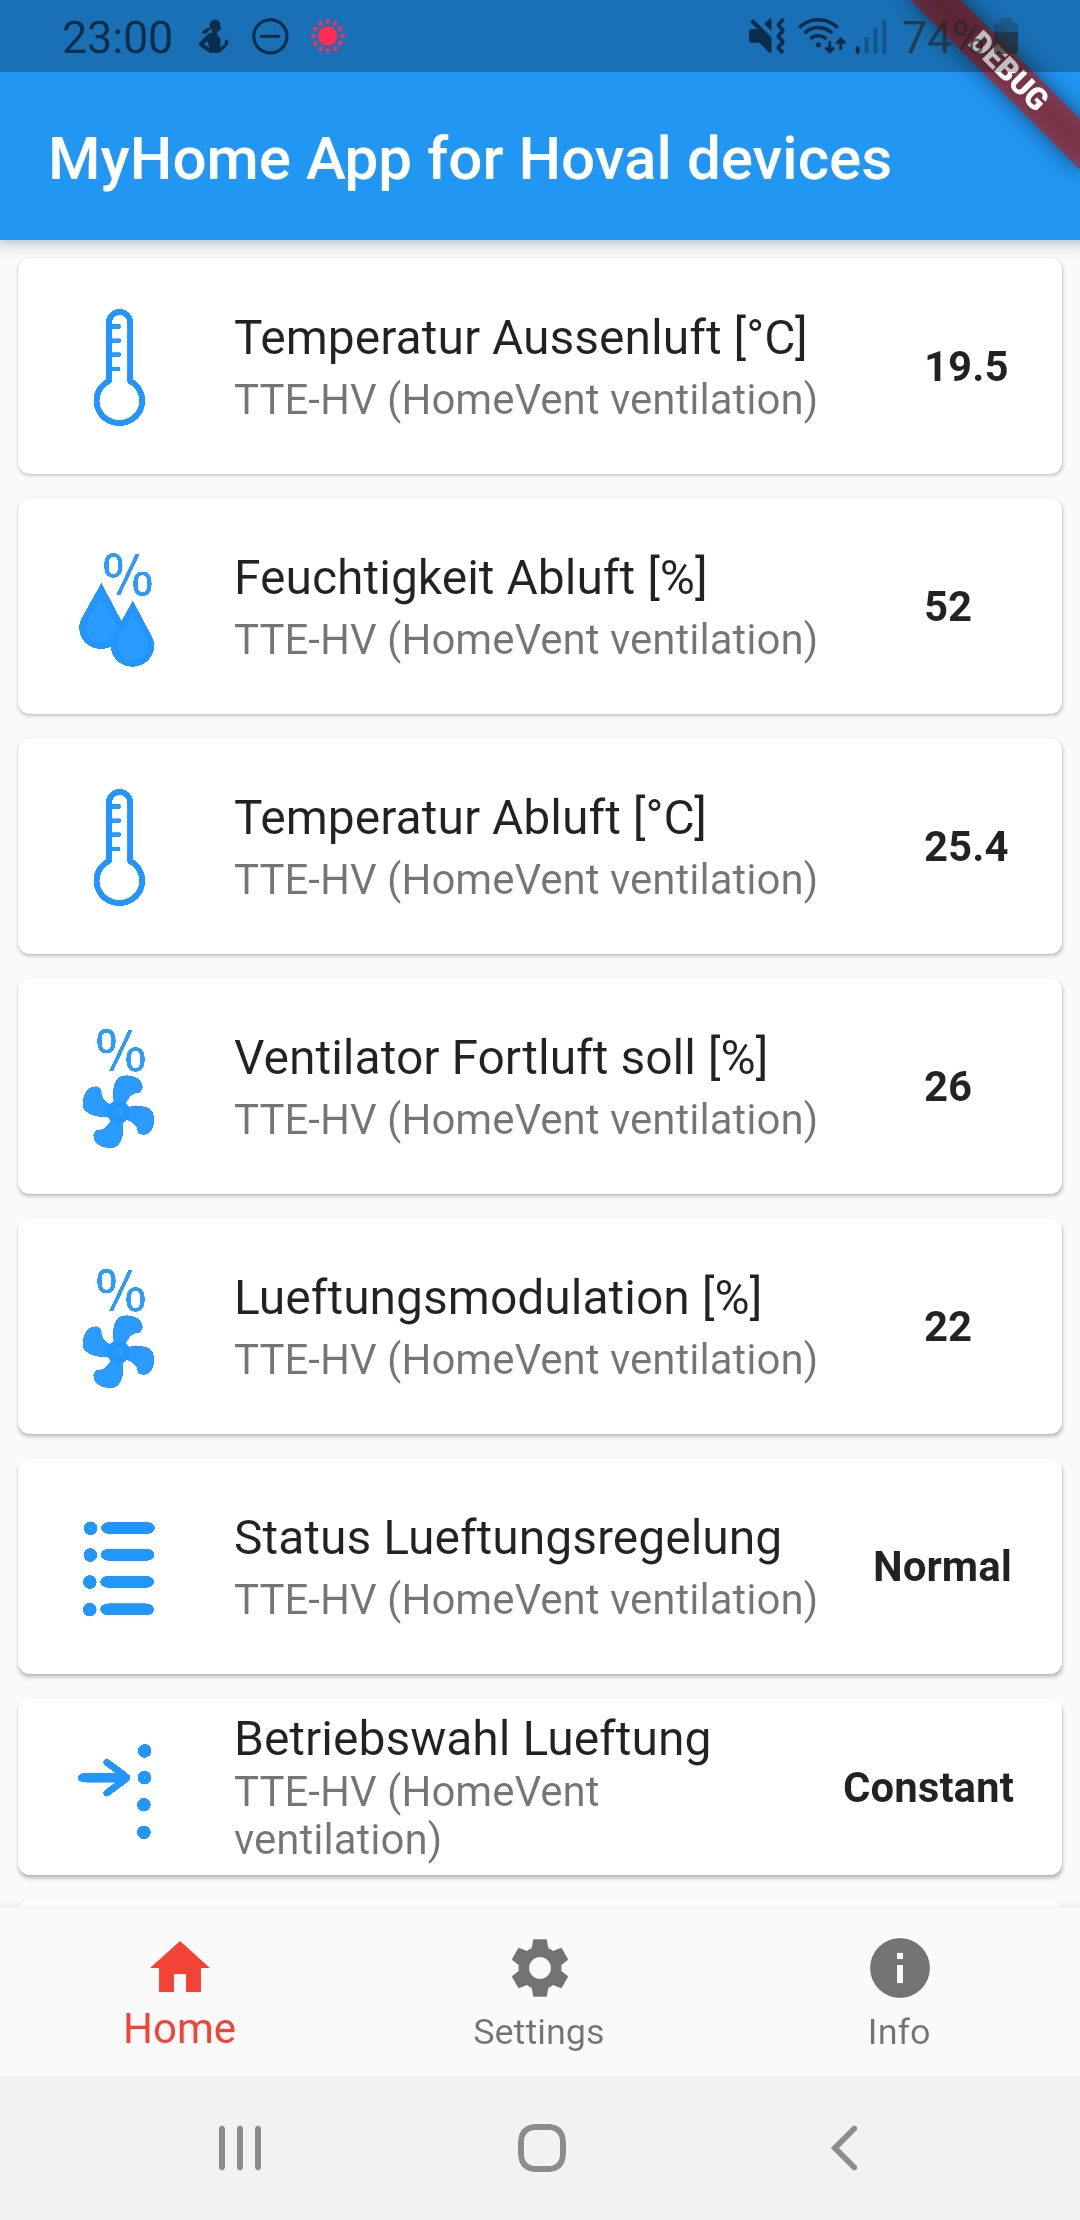 23:00
74%
DEBUG
MyHome App for Hoval devices
Temperatur Aussenluft [°C]
TTE-HV (HomeVent ventilation)
19.5
%
Feuchtigkeit Abluft [%]
TTE-HV (HomeVent ventilation)
52
Temperatur Abluft [°C]
TTE-HV (HomeVent ventilation)
25.4
%
Ventilator Fortluft soll [%]
TTE-HV (HomeVent ventilation)
26
%
Lueftungsmodulation [%]
TTE-HV (HomeVent ventilation)
22
Status Lueftungsregelung
TTE-HV (HomeVent ventilation)
Normal
Betriebswahl Lueftung
TTE-HV (HomeVent
ventilation)
Constant
Home
Settings
Info